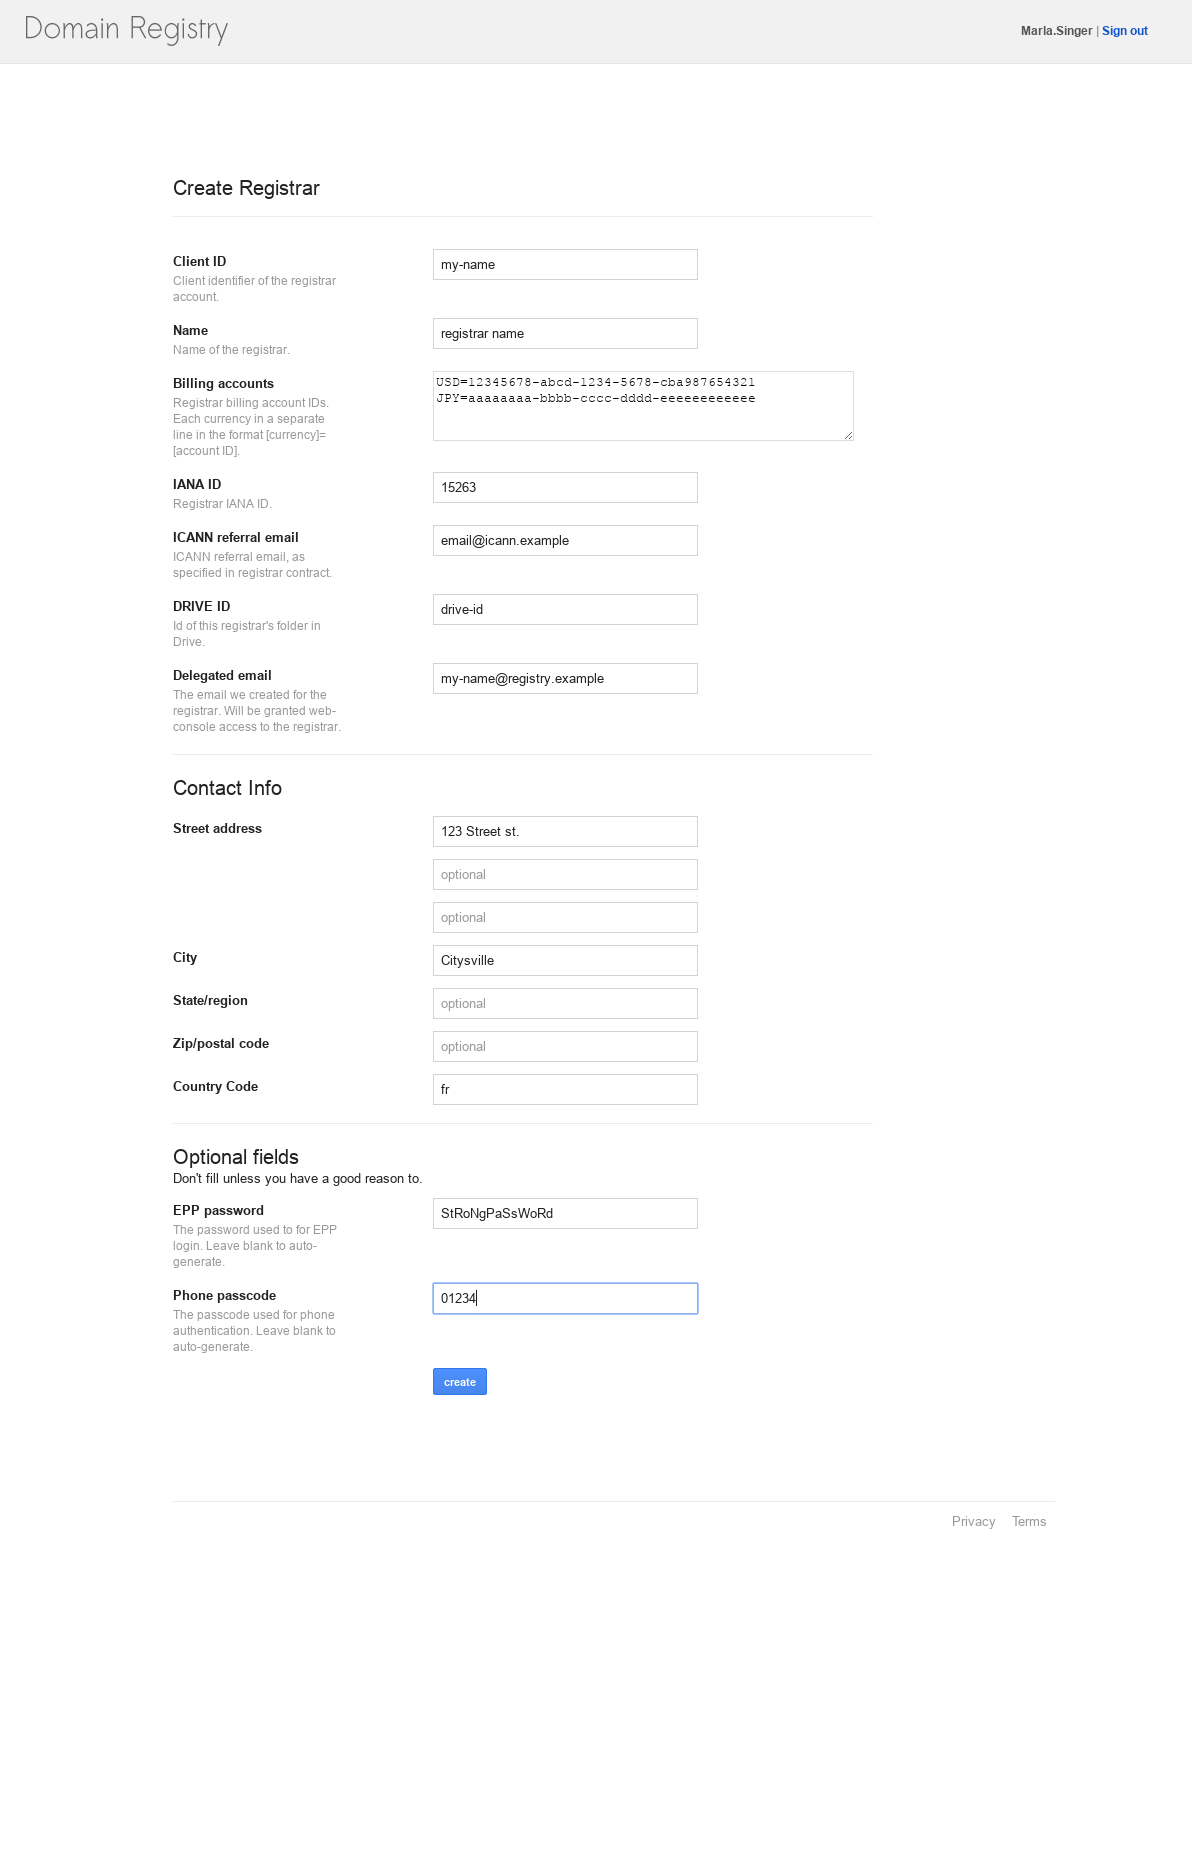 Domain Registry
Marla.Singer | Sign out
Create Registrar
Client ID
my-name
Client identifier of the registrar
account.
Name
registrar name
Name of the registrar.
Billing accounts
USD=12345678-abcd-1234-5678-cba987654321
JPY=aaaaaaaa-bbbb-cccc-dddd-eeeeeeeeeeee
Registrar billing account IDs.
Each currency in a separate
line in the format [currency]=
[account ID].
IANA ID
15263
Registrar IANA ID.
ICANN referral email
email@icann.example
ICANN referral email, as
specified in registrar contract.
DRIVE ID
drive-id
Id of this registrar's folder in
Drive.
Delegated email
my-name@registry.example
The email we created for the
registrar. Will be granted web-
console access to the registrar.
Contact Info
Street address
123 Street st.
optional
optional
City
Citysville
State/region
optional
Zip/postal code
optional
Country Code
fr
Optional fields
Don't fill unless you have a good reason to.
EPP password
StRoNgPaSsWoRd
The password used to for EPP
login. Leave blank to auto-
generate.
Phone passcode
01234
The passcode used for phone
authentication. Leave blank to
auto-generate.
create
Privacy Terms